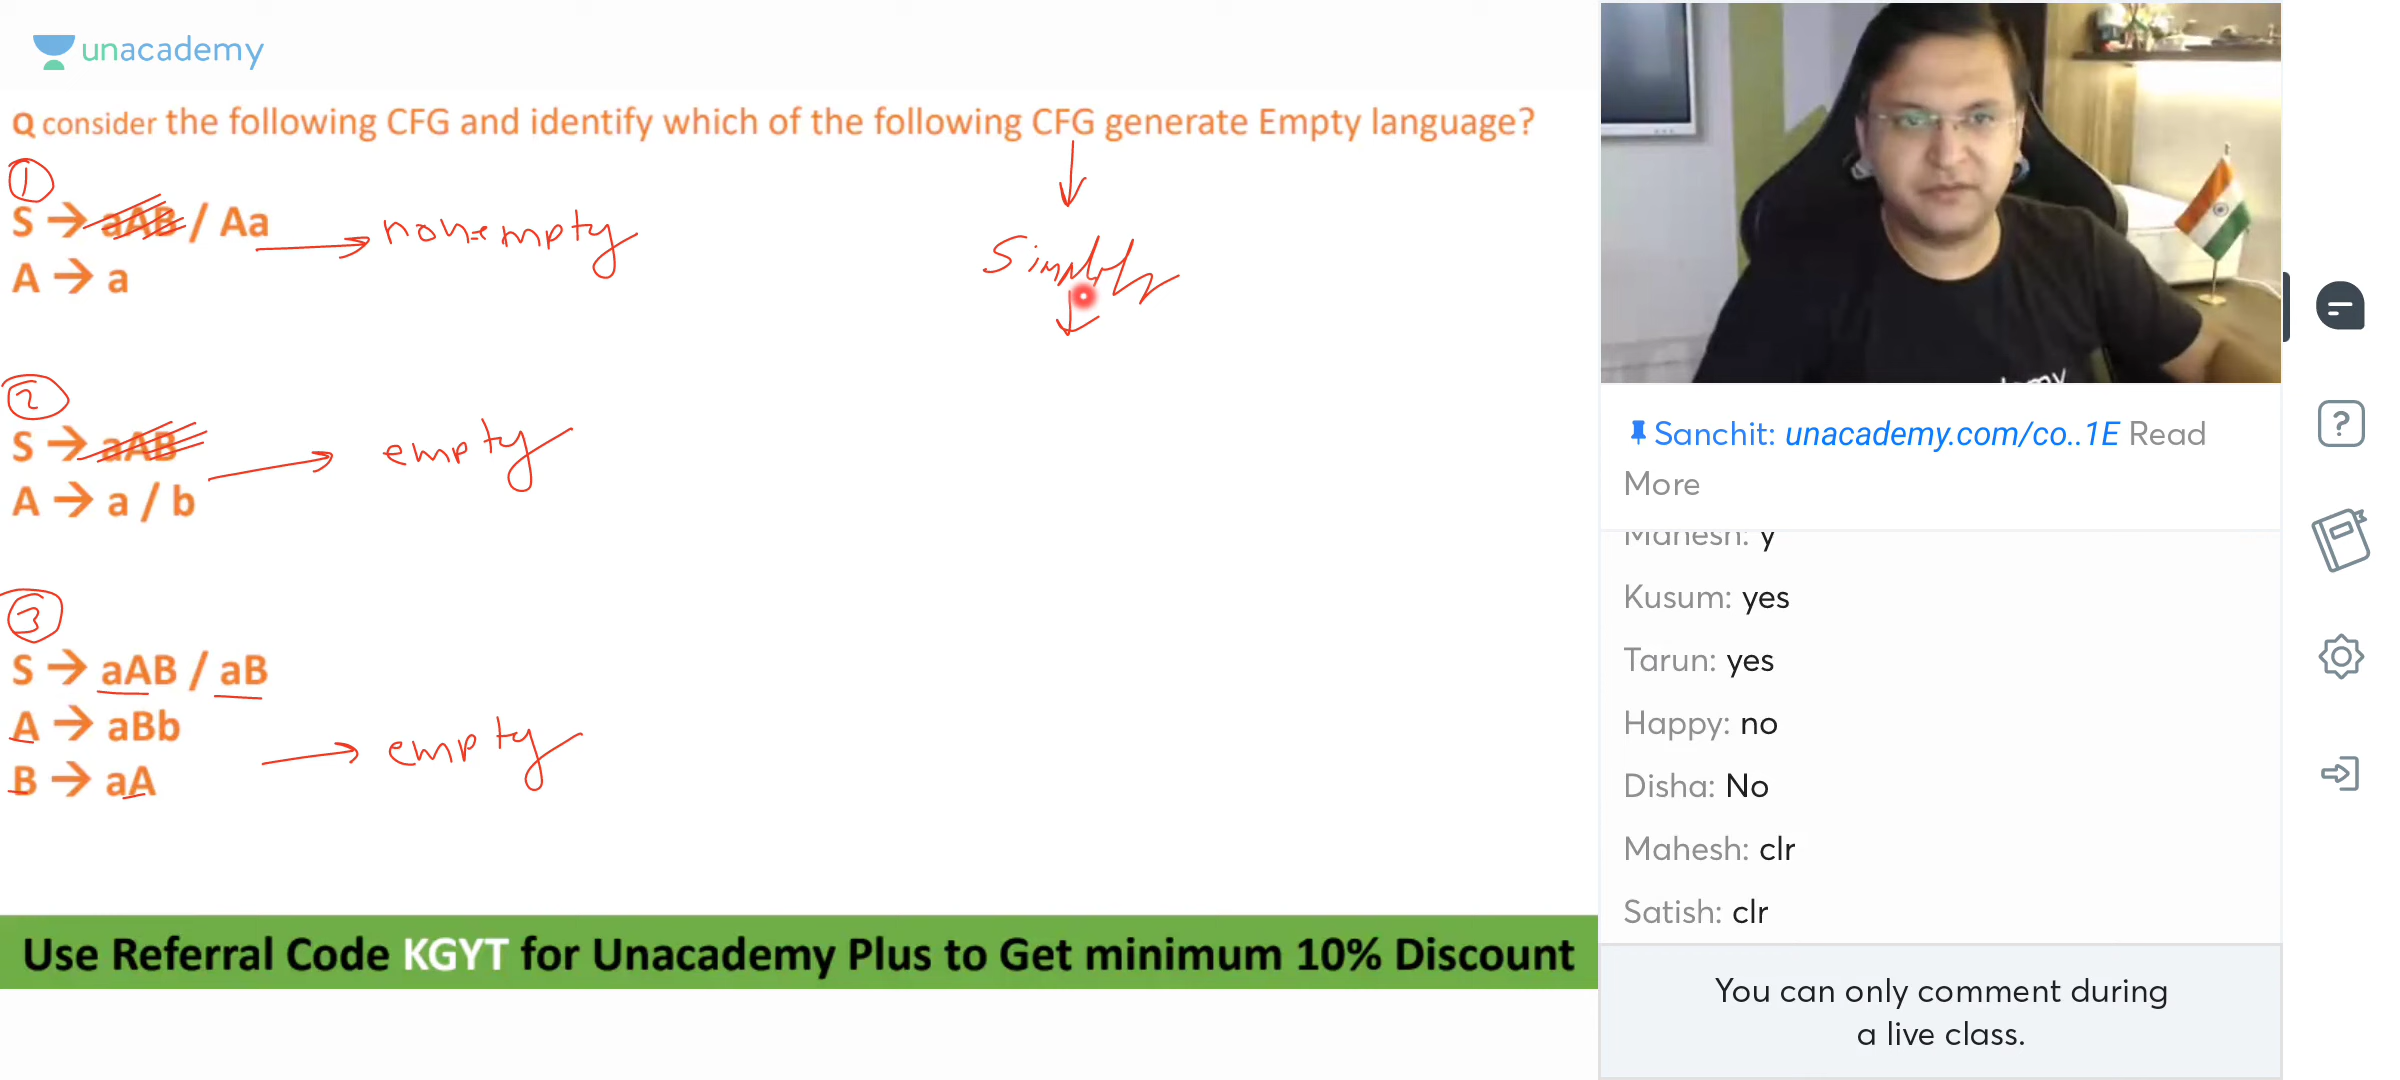 unacademy
Q consider the following CFG and identify which of the following CFG generate Empty language?
1
S → aAB / Aa
non-empty
A → a
Simplify
2
S → aAB
empty
A → a / b
3
S → aAB / aB
A → aBb
empty
B → aA
Use Referral Code KGYT for Unacademy Plus to Get minimum 10% Discount
Sanchit: unacademy.com/co..1E Read
More
Mahesh: y
Kusum: yes
Tarun: yes
Happy: no
Disha: No
Mahesh: clr
Satish: clr
You can only comment during
a live class.